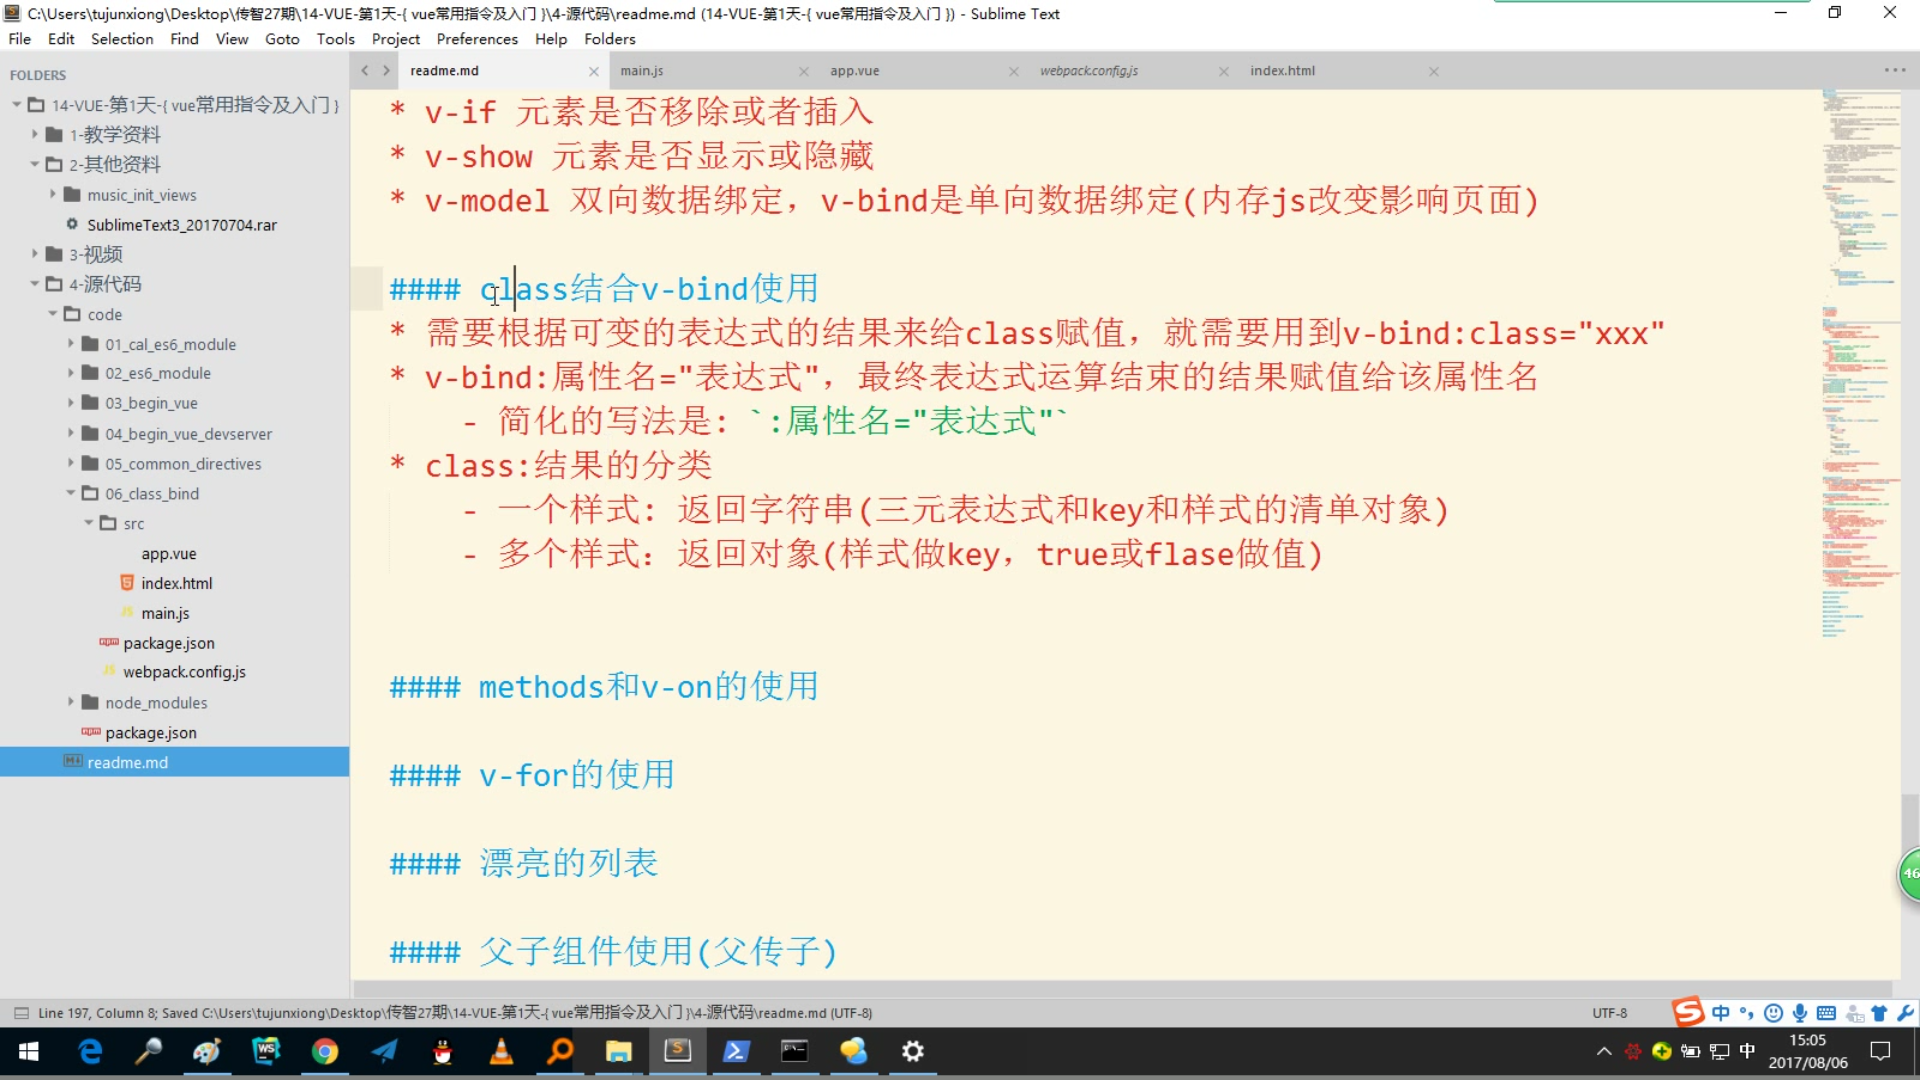 C:\Users\tujunxiong\Desktop\传智27期\14-VUE-第1天-{ vue常用指令及入门 }\4-源代码\readme.md (14-VUE-第1天-{ vue常用指令及入门 }) - Sublime Text
File Edit Selection Find View Goto Tools Project Preferences Help Folders
FOLDERS
14-VUE-第1天-{ vue常用指令及入门 }
1-教学资料
2-其他资料
music_init_views
SublimeText3_20170704.rar
3-视频
4-源代码
code
01_cal_es6_module
02_es6_module
03_begin_vue
04_begin_vue_devserver
05_common_directives
06_class_bind
src
app.vue
index.html
main.js
package.json
webpack.config.js
node_modules
package.json
readme.md
readme.md main.js app.vue webpack.config.js index.html
* v-if 元素是否移除或者插入
* v-show 元素是否显示或隐藏
* v-model 双向数据绑定，v-bind是单向数据绑定(内存js改变影响页面)
#### class结合v-bind使用
* 需要根据可变的表达式的结果来给class赋值，就需要用到v-bind:class="xxx"
* v-bind:属性名="表达式"，最终表达式运算结束的结果赋值给该属性名
- 简化的写法是: `:属性名="表达式"`
* class:结果的分类
- 一个样式: 返回字符串(三元表达式和key和样式的清单对象)
- 多个样式：返回对象(样式做key，true或flase做值)
#### methods和v-on的使用
#### v-for的使用
#### 漂亮的列表
#### 父子组件使用(父传子)
46
Line 197, Column 8; Saved C:\Users\tujunxiong\Desktop\传智27期\14-VUE-第1天-{ vue常用指令及入门 }\4-源代码\readme.md (UTF-8)
UTF-8
中
中
15:05
2017/08/06